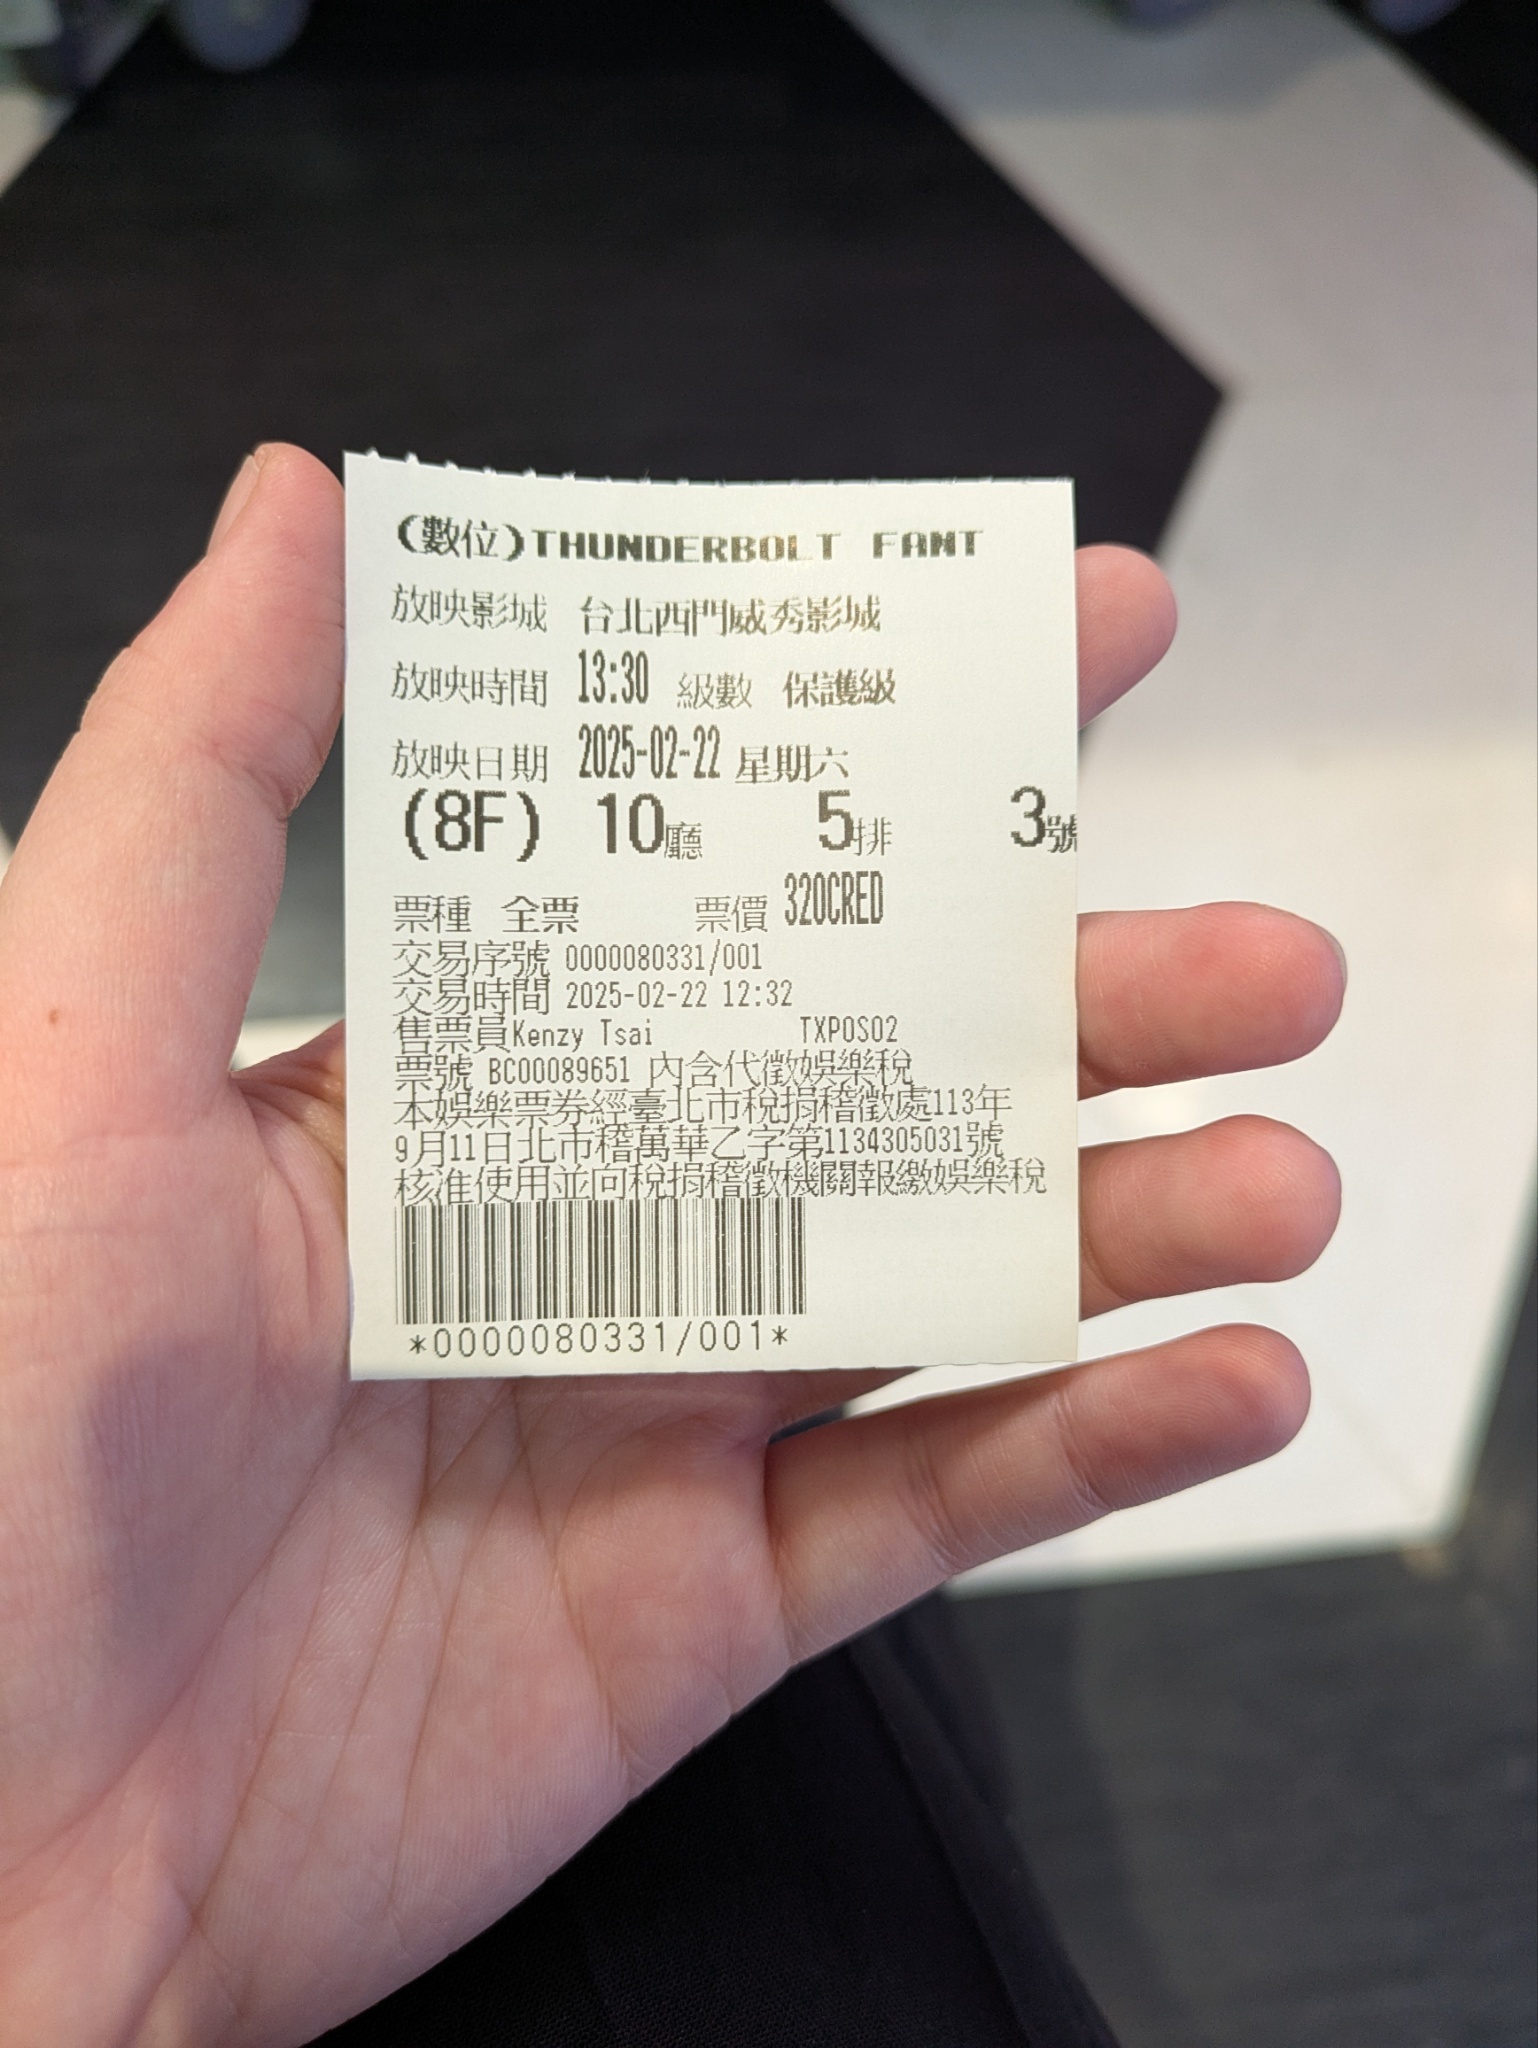 (數位)THUNDERBOLT FANT
放映影城 台北西門威秀影城
放映時間 13:30 級數 保護級
放映日期 2025-02-22 星期六
(8F) 10廳 5排 3號
票種 全票 票價 320CRED
交易序號 0000080331/001
交易時間 2025-02-22 12:32
售票員Kenzy Tsai TXPOS02
票號 BC00089651 內含代徵娛樂稅
本娛樂票券經臺北市稅捐稽徵處113年
9月11日北市稽萬華乙字第1134305031號
核准使用並向稅捐稽徵機關報繳娛樂稅
*0000080331/001*